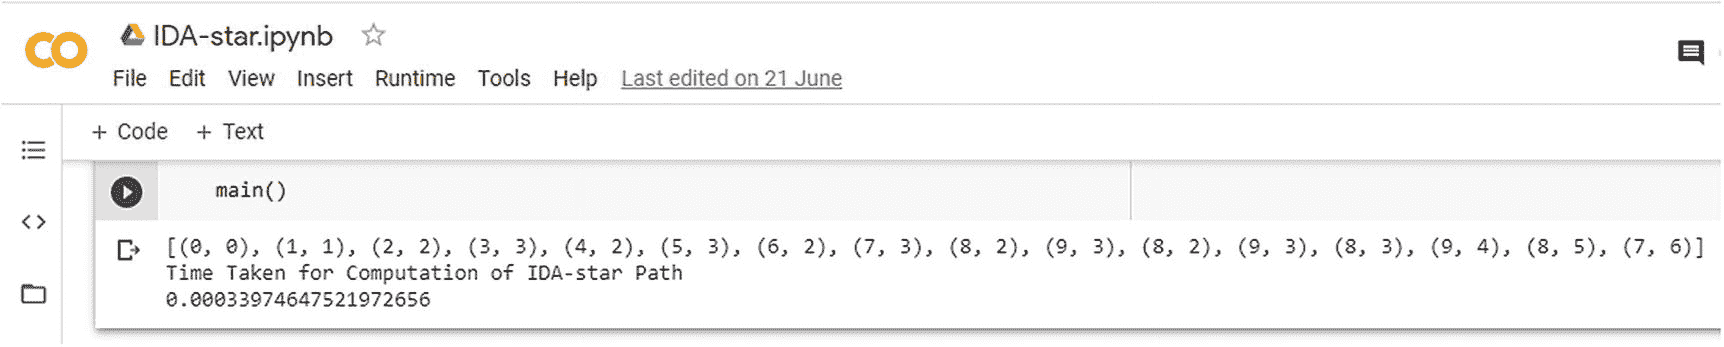 CO
IDA-star.ipynb
File Edit View Insert Runtime Tools Help Last edited on 21 June
+ Code + Text
main()
[(0, 0), (1, 1), (2, 2), (3, 3), (4, 2), (5, 3), (6, 2), (7, 3), (8, 2), (9, 3), (8, 2), (9, 3), (8, 3), (9, 4), (8, 5), (7, 6)]
Time Taken for Computation of IDA-star Path
0.00033974647521972656